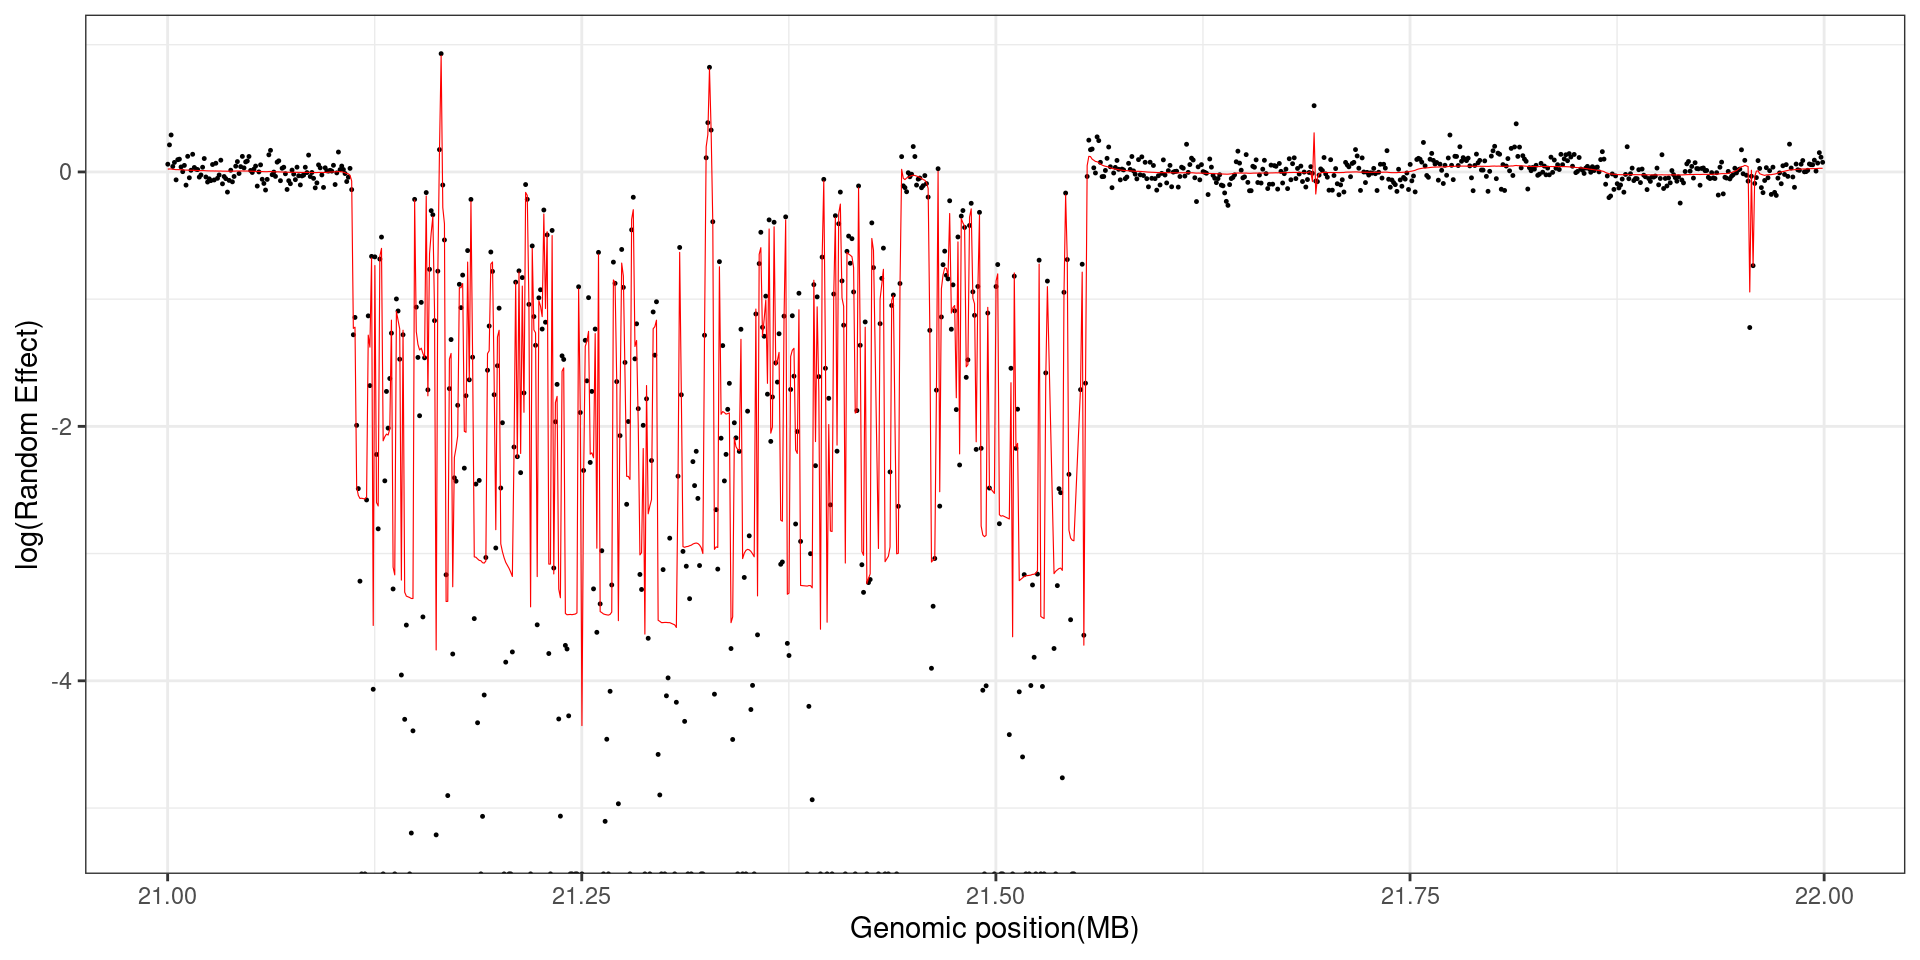 log(Random Effect)
0
-2
-4
21.00 21.25 21.50 21.75 22.00
Genomic position(MB)